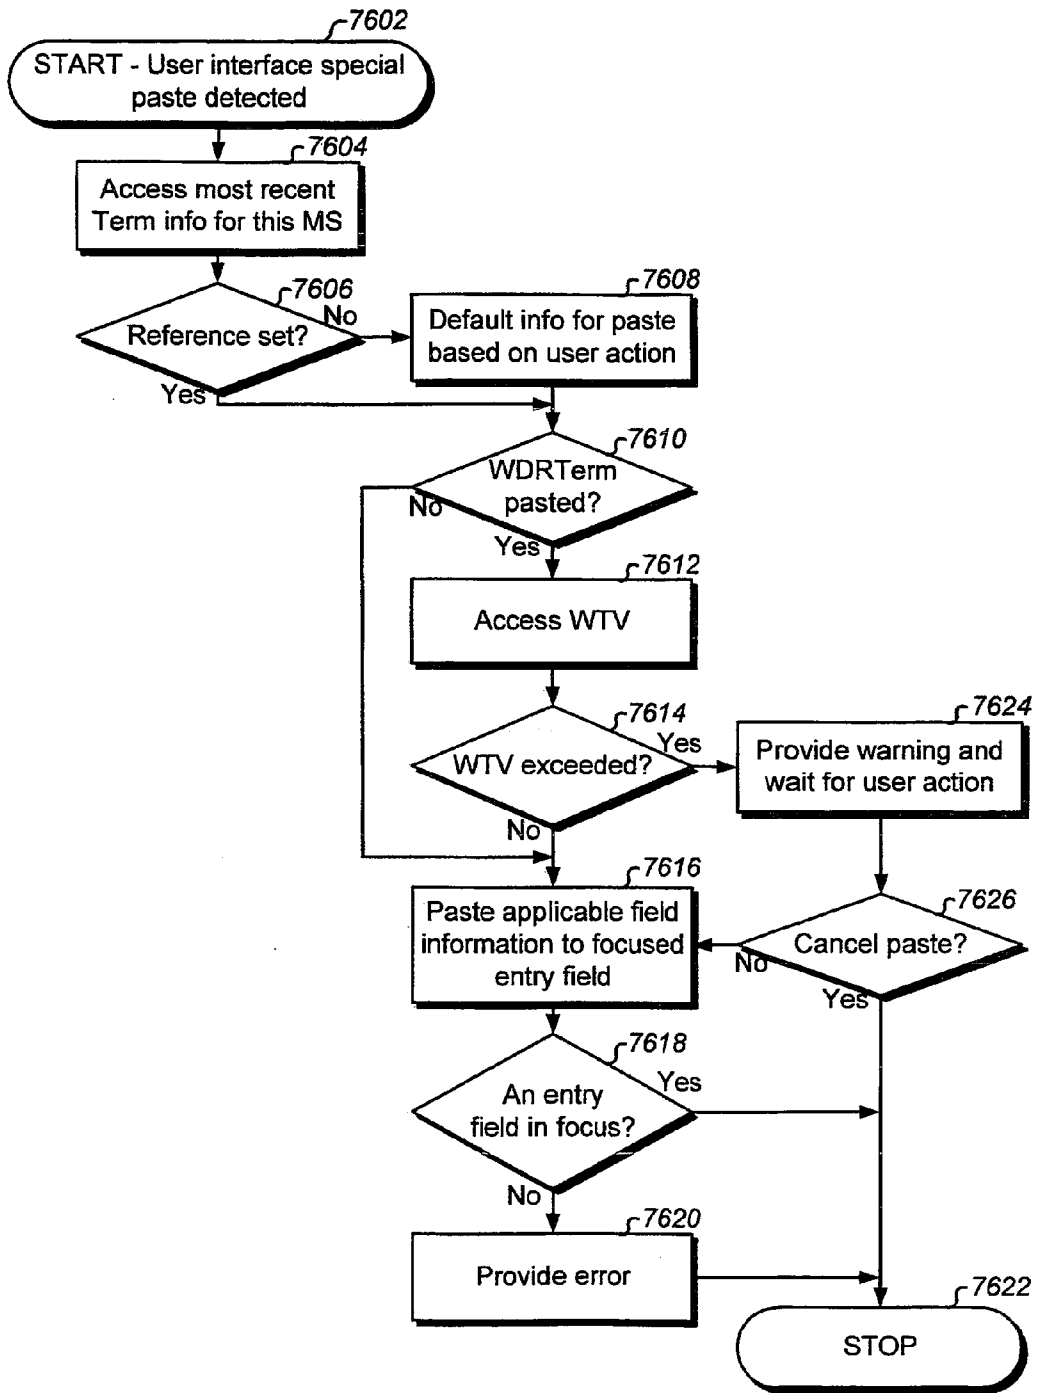 7602
START - User interface special
paste detected
7604
Access most recent
Term info for this MS
7606
Reference set?
No
Yes
7608
Default info for paste
based on user action
7610
WDRTerm
pasted?
No
Yes
7612
Access WTV
7614
WTV exceeded?
Yes
No
7624
Provide warning and
wait for user action
7616
Paste applicable field
information to focused
entry field
7626
Cancel paste?
No
Yes
7618
An entry
field in focus?
Yes
No
7620
Provide error
7622
STOP